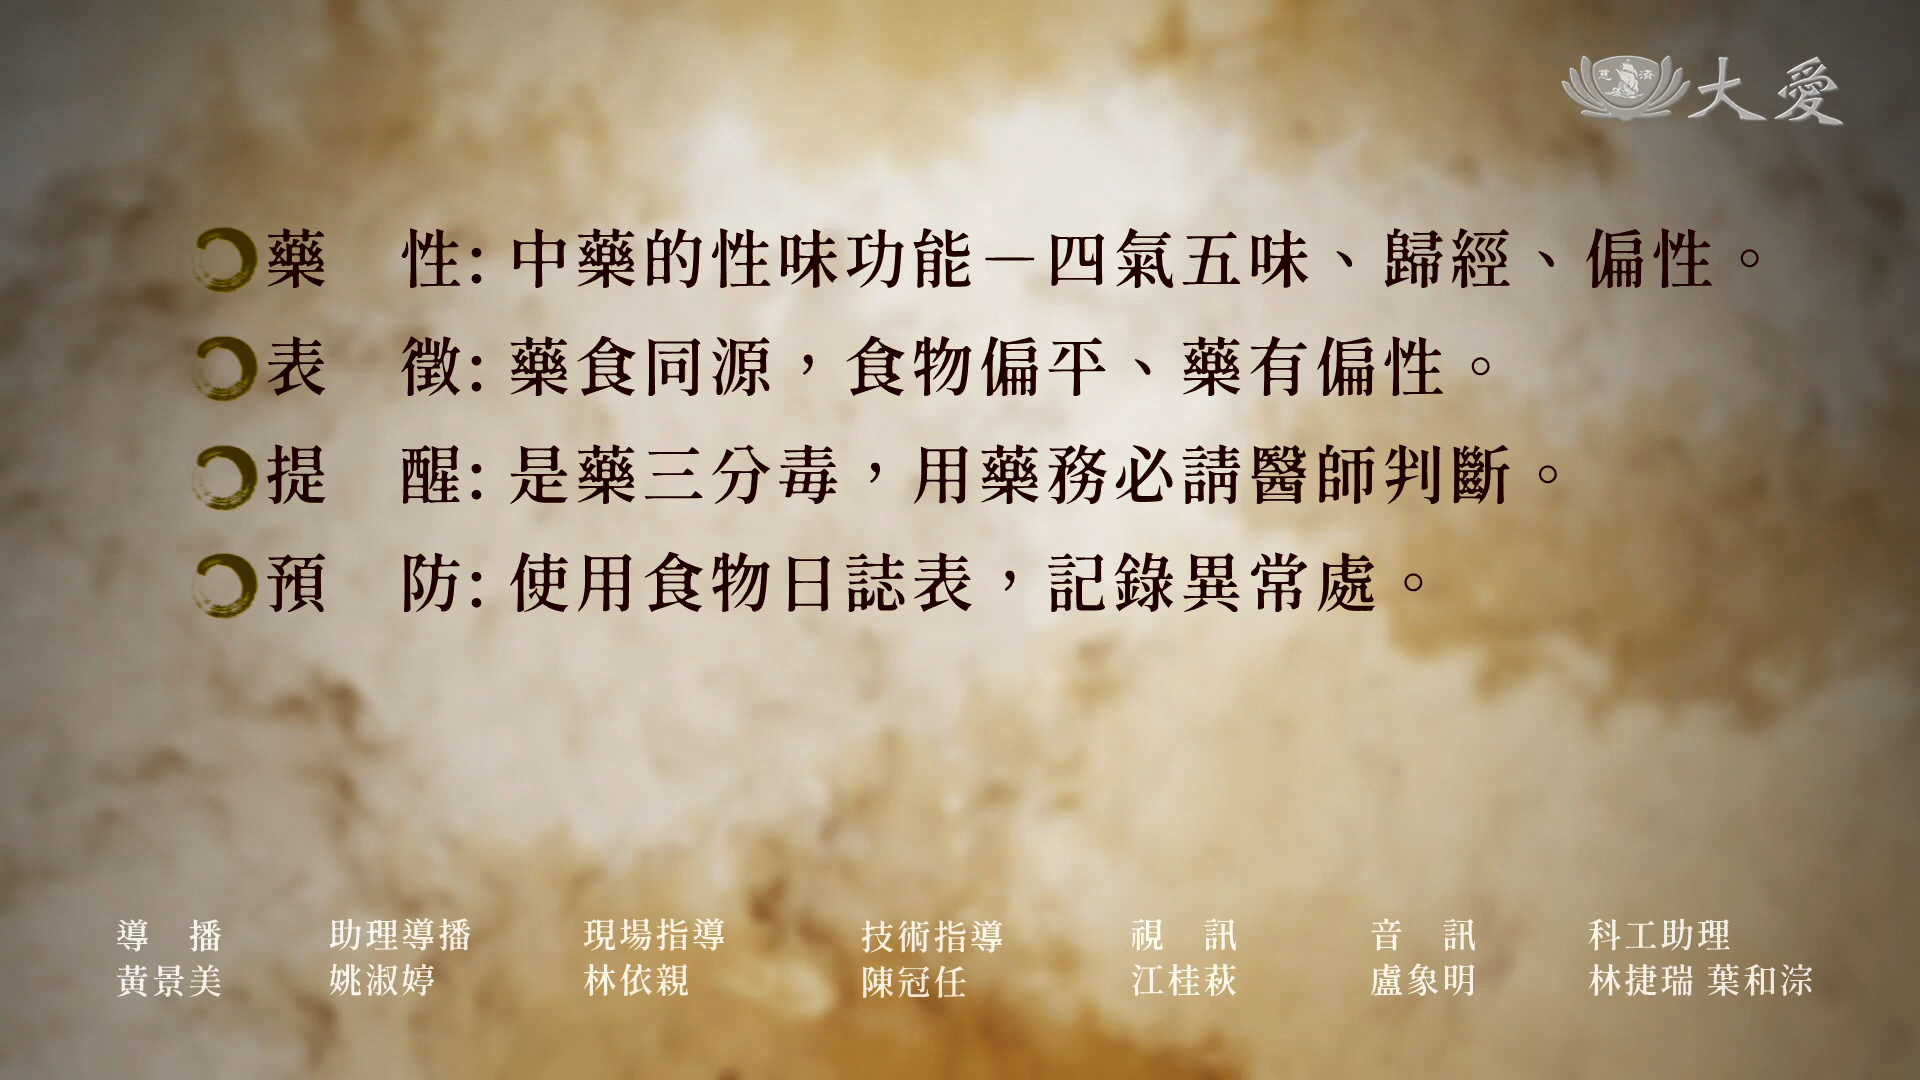 慈濟 大愛
藥　性: 中藥的性味功能－四氣五味、歸經、偏性。
表　徵: 藥食同源，食物偏平、藥有偏性。
提　醒: 是藥三分毒，用藥務必請醫師判斷。
預　防: 使用食物日誌表，記錄異常處。
導　播　助理導播　現場指導　技術指導　視　訊　音　訊　科工助理
黃景美　姚淑婷　林依親　陳冠任　江桂萩　盧象明　林捷瑞 葉和淙